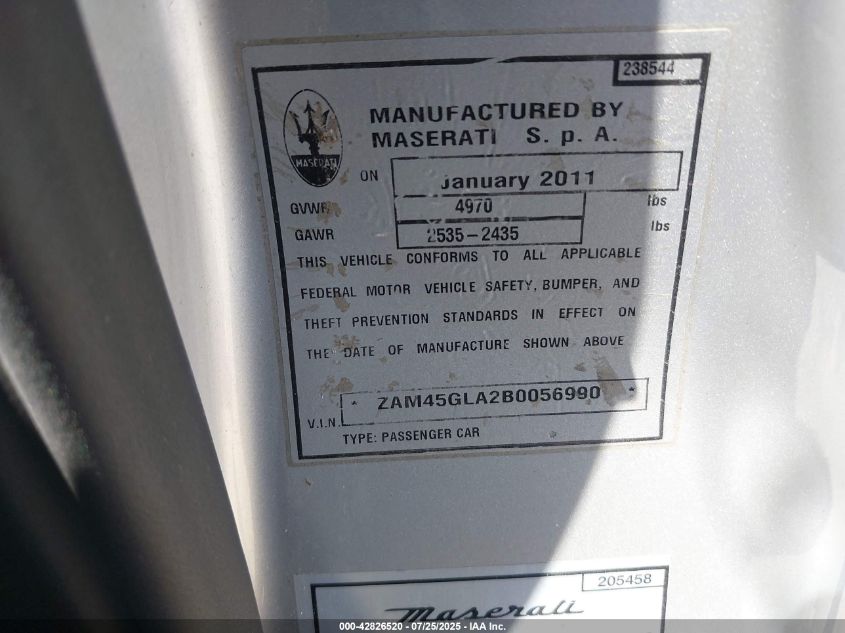 238544
MANUFACTURED BY
MASERATI S. p A.
MASERATI
ON January 2011
GVWR 4970 lbs
GAWR 2535-2435 lbs
THIS VEHICLE CONFORMS TO ALL APPLICABLE
FEDERAL MOTOR VEHICLE SAFETY, BUMPER, AND
THEFT PREVENTION STANDARDS IN EFFECT ON
THE DATE OF MANUFACTURE SHOWN ABOVE
V.I.N. * ZAM45GLA2B0056990 *
TYPE: PASSENGER CAR
205458
Maserati
000-42826520 - 07/25/2025 - IAA Inc.